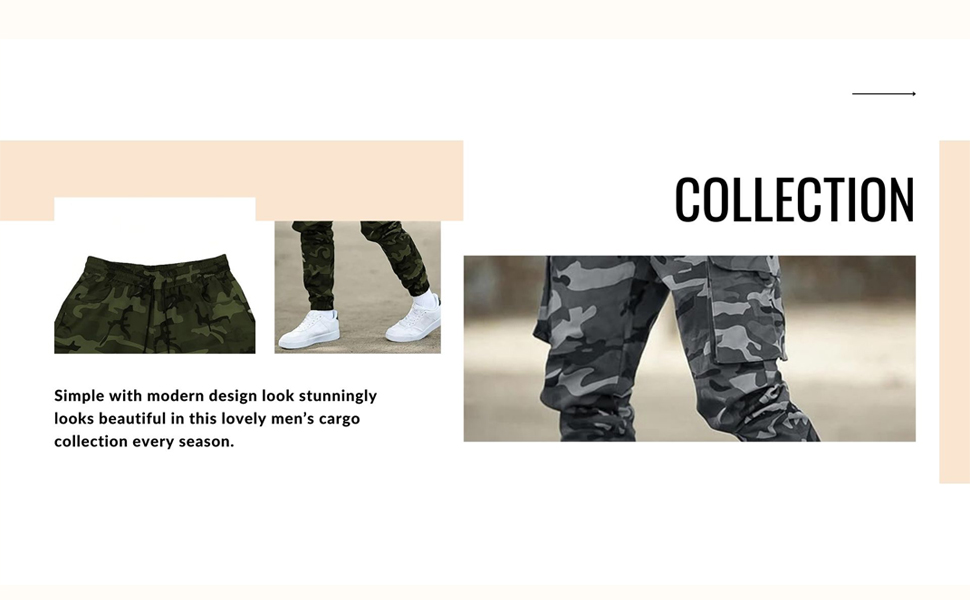 COLLECTION
Simple with modern design look stunningly
looks beautiful in this lovely men’s cargo
collection every season.